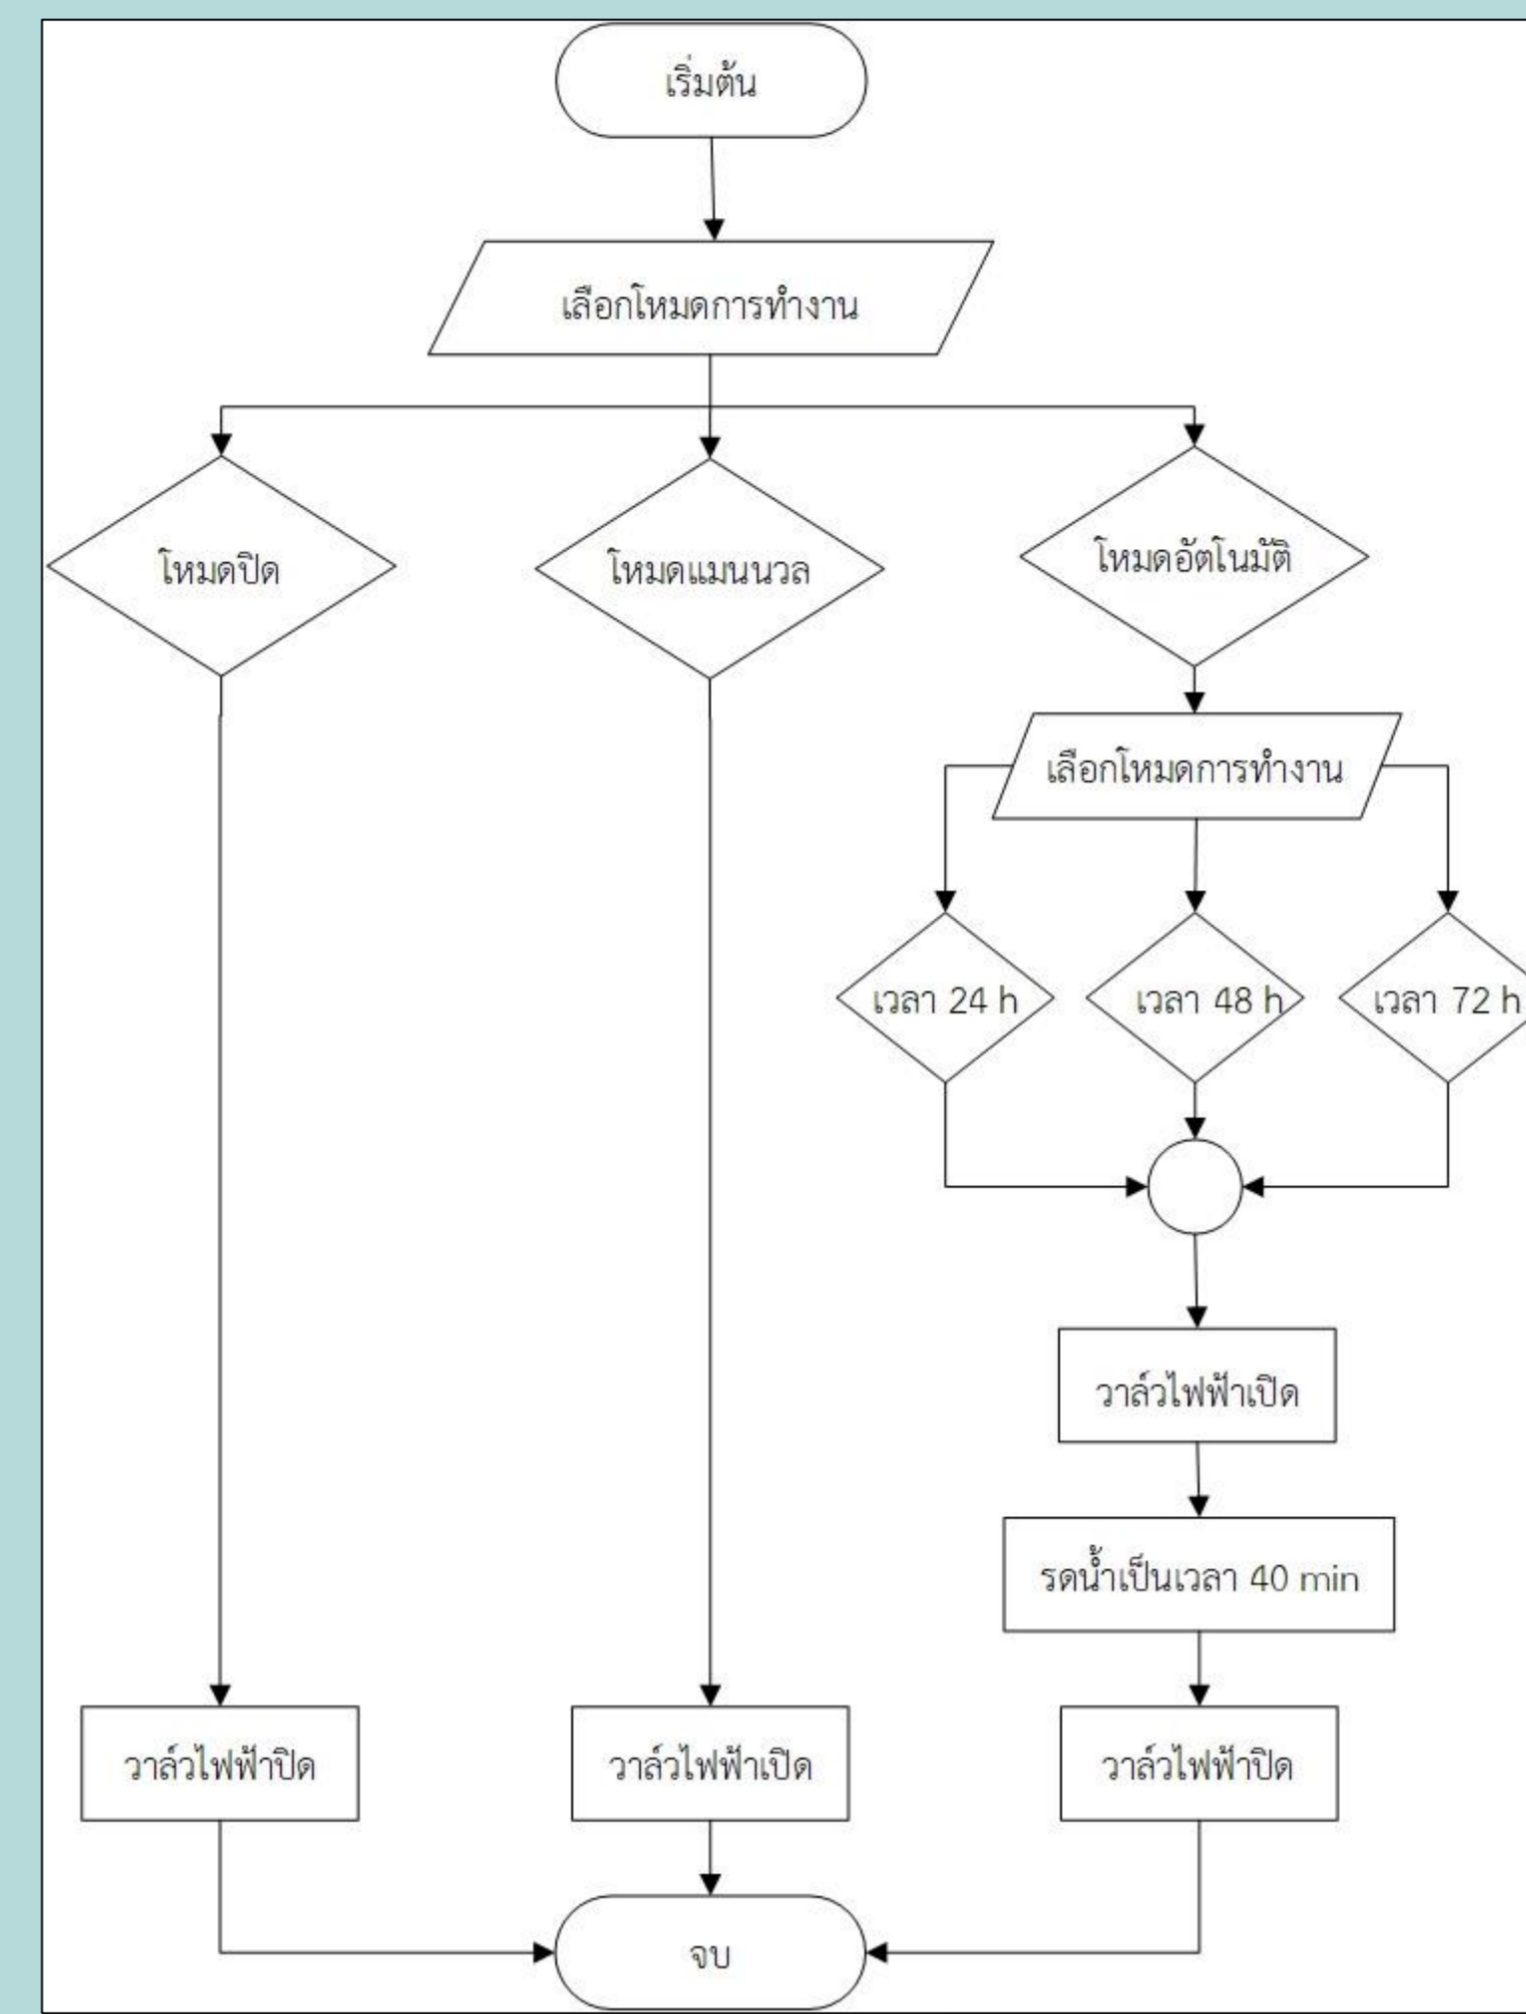 เริ่มต้น
เลือกโหมดการทำงาน
โหมดปิด
โหมดแมนนวล
โหมดอัตโนมัติ
เลือกโหมดการทำงาน
เวลา 24 h
เวลา 48 h
เวลา 72 h
วาล์วไฟฟ้าเปิด
รดน้ำเป็นเวลา 40 min
วาล์วไฟฟ้าปิด
วาล์วไฟฟ้าเปิด
วาล์วไฟฟ้าปิด
จบ